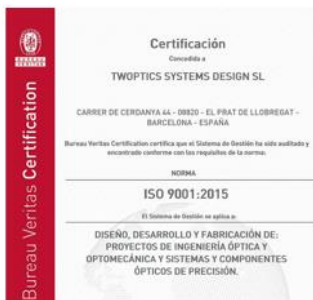 BUREAU
VERITAS
Bureau Veritas Certification
Certificación
Concedida a
TWOPTICS SYSTEMS DESIGN SL
CARRER DE CERDANYA 44 - 08820 - EL PRAT DE LLOBREGAT -
BARCELONA - ESPAÑA
Bureau Veritas Certification certifica que el Sistema de Gestión ha sido auditado y
encontrado conforme con los requisitos de la norma:
NORMA
ISO 9001:2015
El Sistema de Gestión se aplica a:
DISEÑO, DESARROLLO Y FABRICACIÓN DE:
PROYECTOS DE INGENIERÍA ÓPTICA Y
OPTOMECÁNICA Y SISTEMAS Y COMPONENTES
ÓPTICOS DE PRECISIÓN.